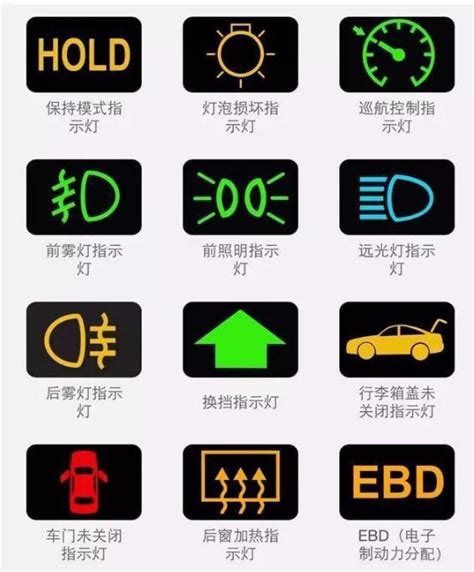 HOLD
保持模式指
示灯
灯泡损坏指
示灯
巡航控制指
示灯
前雾灯指示
灯
前照明指示
灯
远光灯指示
灯
后雾灯指示
灯
换挡指示灯
行李箱盖未
关闭指示灯
车门未关闭
指示灯
后窗加热指
示灯
EBD
EBD（电子
制动力分配）